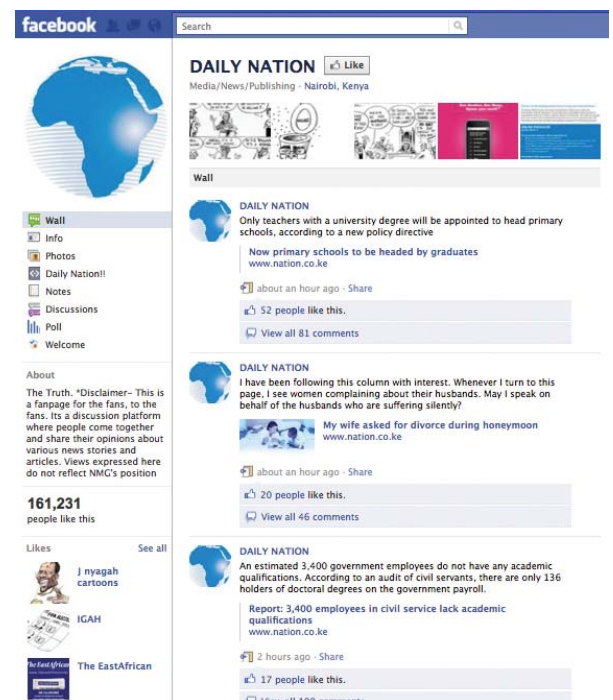 facebook
Search
DAILY NATION
Like
Media/News/Publishing · Nairobi, Kenya
Wall
Info
Photos
Daily Nation!!
Notes
Discussions
Poll
Welcome
About
The Truth. *Disclaimer- This is
a fanpage for the fans, to the
fans. Its a discussion platform
where people come together
and share their opinions about
various news stories and
articles. Views expressed here
do not reflect NMG's position
161,231
people like this
Likes
See all
J nyagah
cartoons
IGAH
The EastAfrican
The EastAfrican
Wall
DAILY NATION
Only teachers with a university degree will be appointed to head primary
schools, according to a new policy directive
Now primary schools to be headed by graduates
www.nation.co.ke
about an hour ago · Share
52 people like this.
View all 81 comments
DAILY NATION
I have been following this column with interest. Whenever I turn to this
page, I see women complaining about their husbands. May I speak on
behalf of the husbands who are suffering silently?
My wife asked for divorce during honeymoon
www.nation.co.ke
about an hour ago · Share
20 people like this.
View all 46 comments
DAILY NATION
An estimated 3,400 government employees do not have any academic
qualifications. According to an audit of civil servants, there are only 136
holders of doctoral degrees on the government payroll.
Report: 3,400 employees in civil service lack academic
qualifications
www.nation.co.ke
2 hours ago · Share
17 people like this.